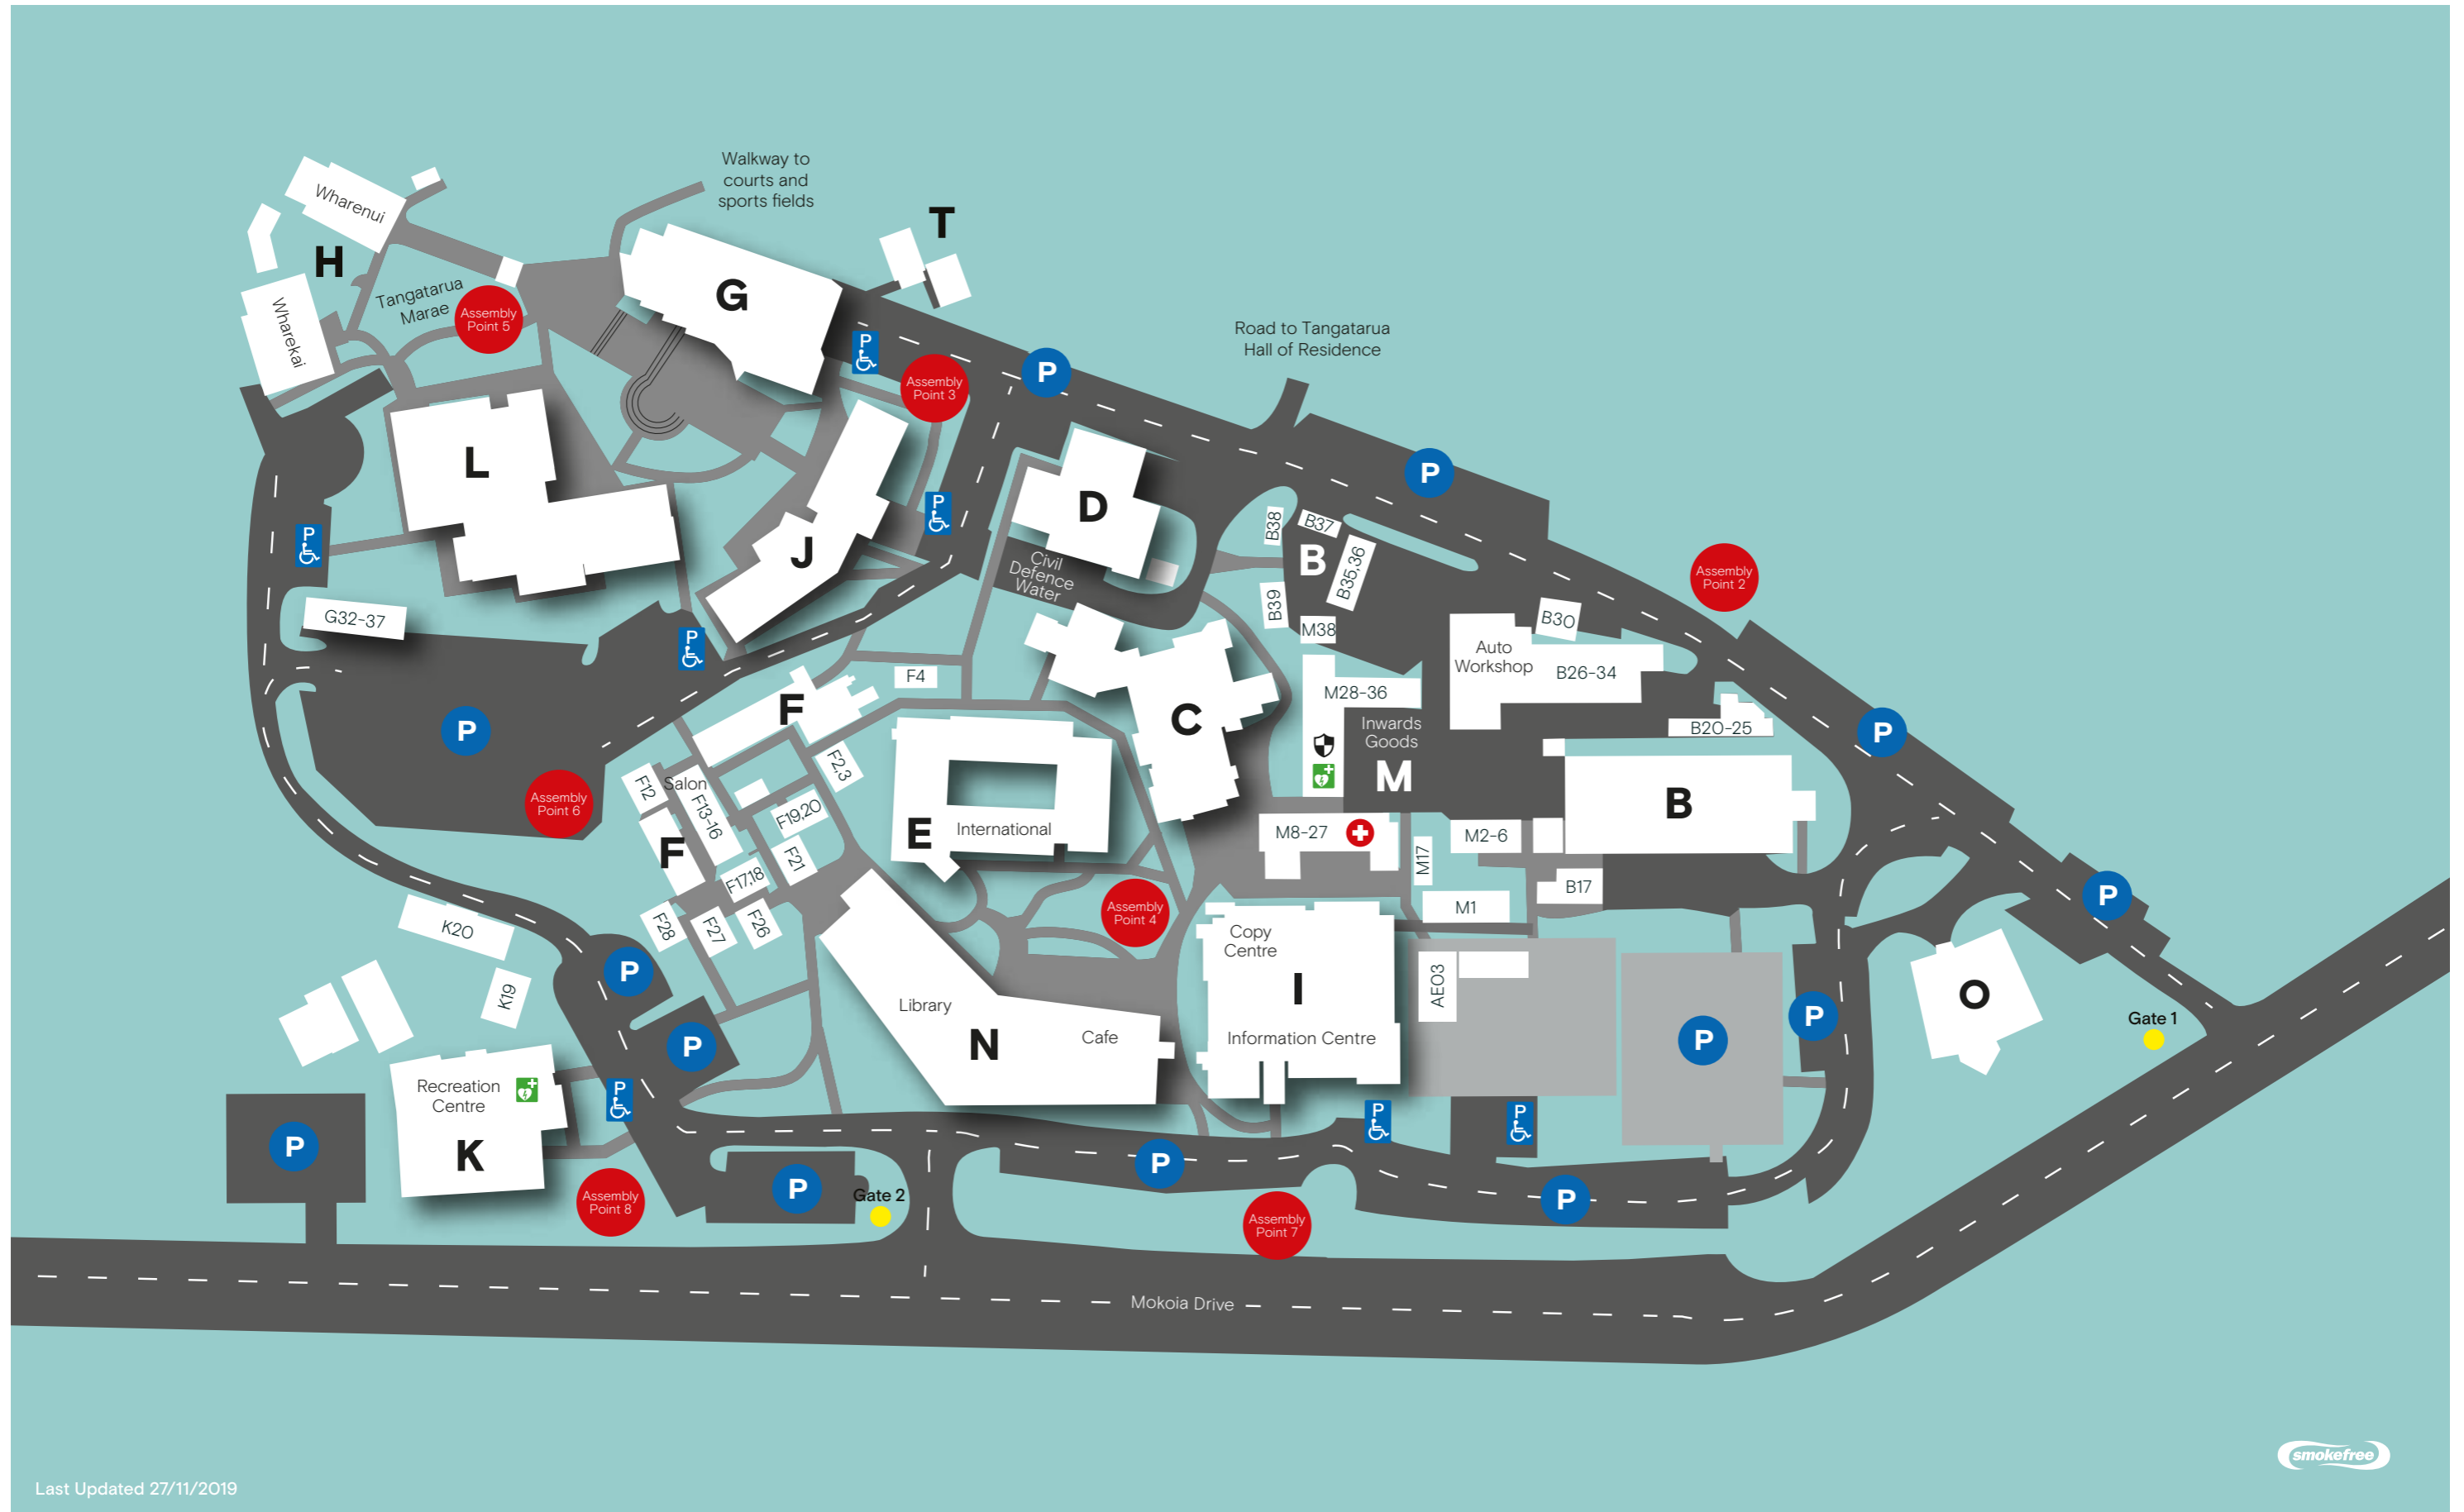 Walkway to
courts and
sports fields
Wharenui
T
H
G
Tangatarua
Marae
Wharekai
Assembly
Point 5
P
Assembly
Point 3
P
Road to Tangatarua
Hall of Residence
L
P
P
D
B38
B37
B
B35,36
J
P
Civil
Defence
Water
Assembly
Point 2
B39
M38
B30
G32-37
P
Auto
Workshop
B26-34
F4
M28-36
F
C
P
Inwards
Goods
B20-25
P
F2,3
M
F12
Salon
F13-16
Assembly
Point 6
F19,20
B
E
International
M8-27
M2-6
M17
F
F21
F17,18
B17
P
Assembly
Point 4
M1
F28
F27
F26
K20
Copy
Centre
P
K19
AE03
I
O
Library
N
Cafe
Information Centre
P
P
P
Gate 1
Recreation
Centre
P
P
P
K
P
P
P
Gate 2
P
Assembly
Point 8
Assembly
Point 7
Mokoia Drive
smokefree
Last Updated 27/11/2019